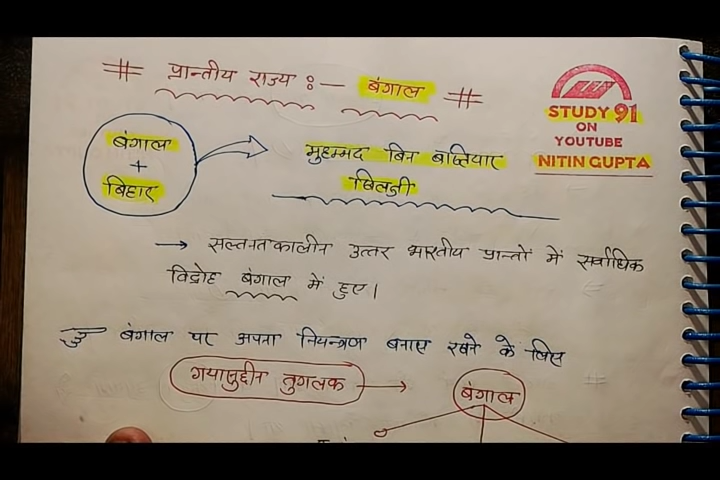 # प्रान्तीय राज्य :— बंगाल #
STUDY 91
ON
YOUTUBE
NITIN GUPTA
बंगाल
+
बिहार
मुहम्मद बिन बख्तियार
खिलजी
→ सल्तनतकालीन उत्तर भारतीय प्रान्तों में सर्वाधिक
विद्रोह बंगाल में हुए।
बंगाल पर अपना नियन्त्रण बनाए रखने के लिए
गयासुद्दीन तुगलक →
बंगाल